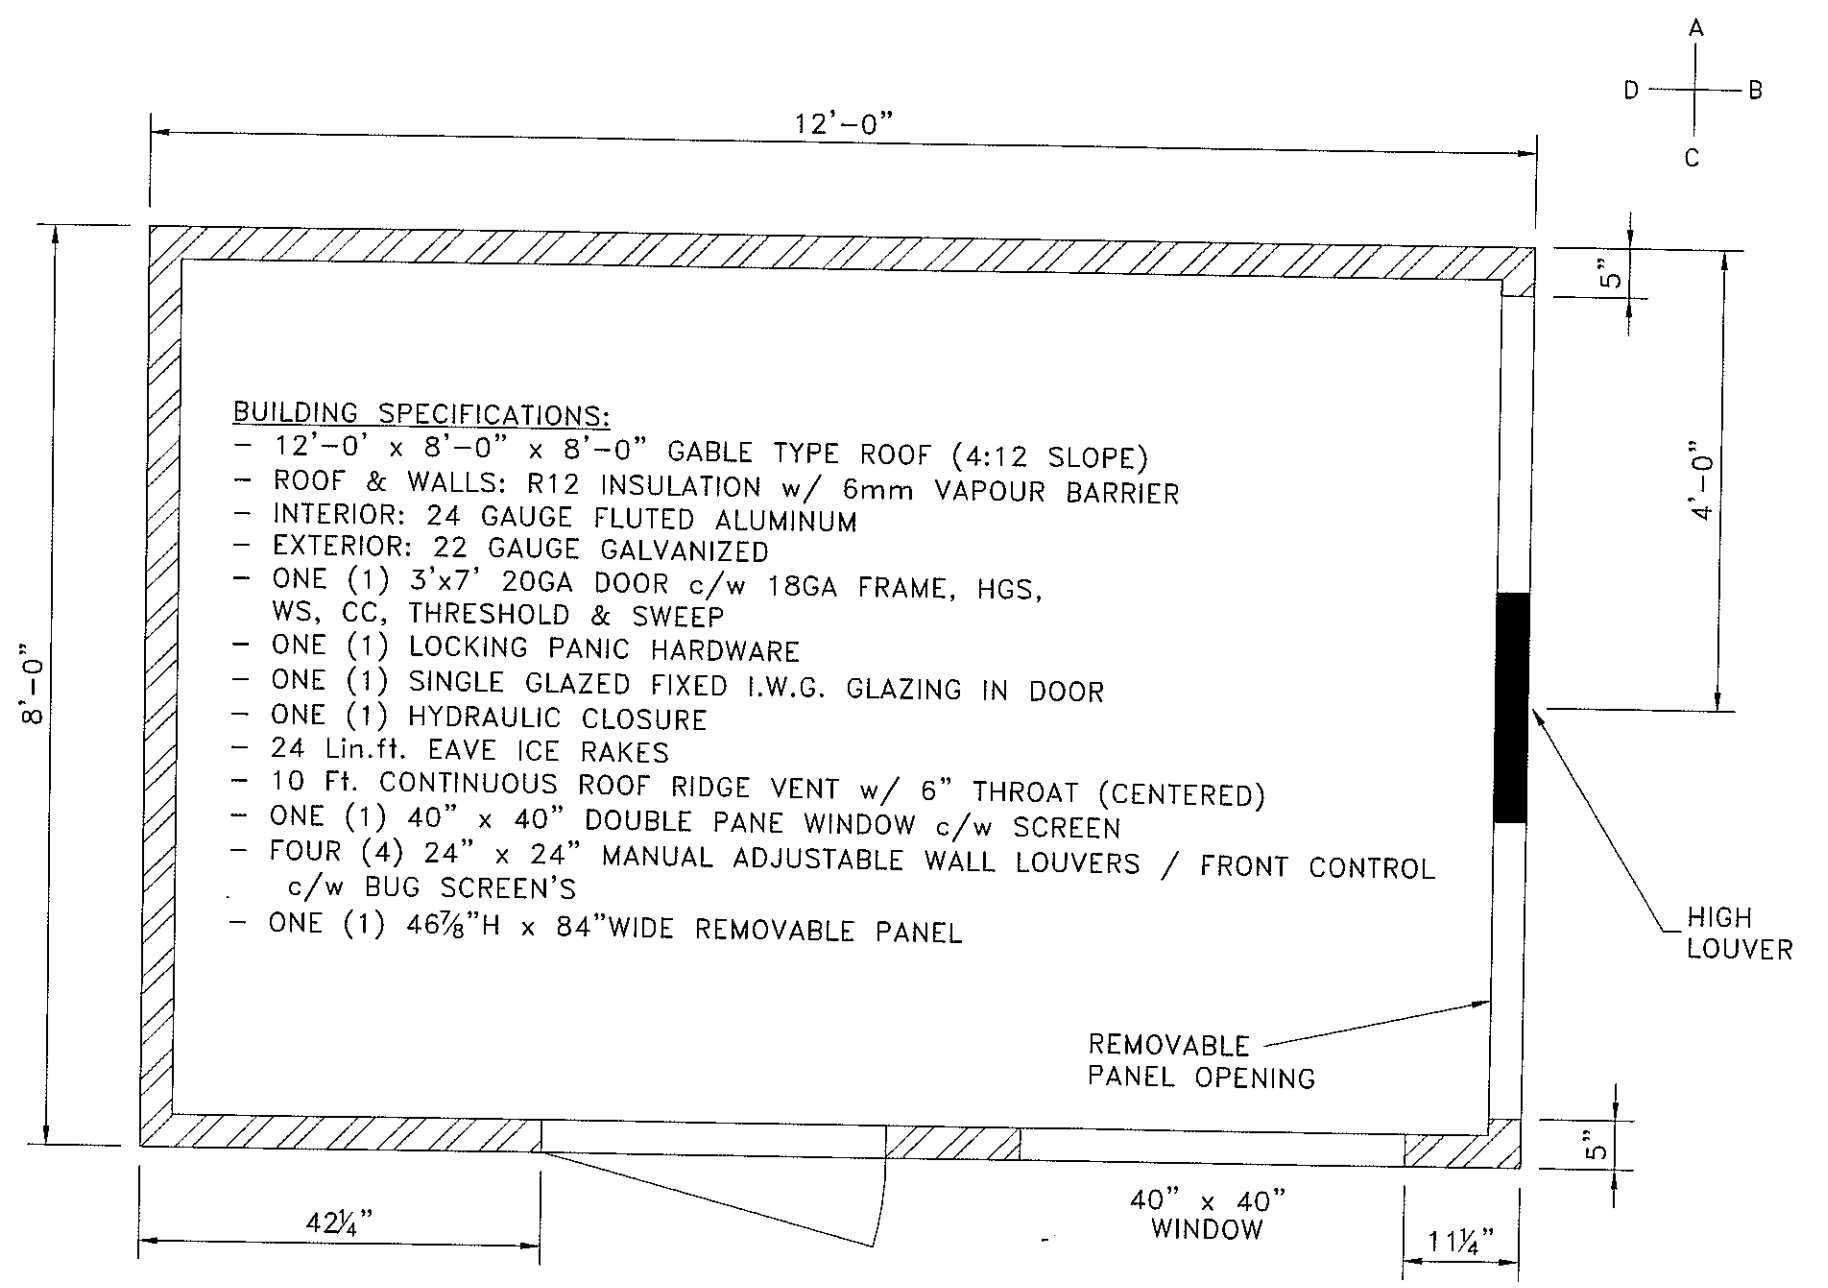 A
D B
C
12'-0"
5"
4'-0"
8'-0"
BUILDING SPECIFICATIONS:
- 12'-0' x 8'-0" x 8'-0" GABLE TYPE ROOF (4:12 SLOPE)
- ROOF & WALLS: R12 INSULATION w/ 6mm VAPOUR BARRIER
- INTERIOR: 24 GAUGE FLUTED ALUMINUM
- EXTERIOR: 22 GAUGE GALVANIZED
- ONE (1) 3'x7' 20GA DOOR c/w 18GA FRAME, HGS,
WS, CC, THRESHOLD & SWEEP
- ONE (1) LOCKING PANIC HARDWARE
- ONE (1) SINGLE GLAZED FIXED I.W.G. GLAZING IN DOOR
- ONE (1) HYDRAULIC CLOSURE
- 24 Lin.ft. EAVE ICE RAKES
- 10 Ft. CONTINUOUS ROOF RIDGE VENT w/ 6" THROAT (CENTERED)
- ONE (1) 40" x 40" DOUBLE PANE WINDOW c/w SCREEN
- FOUR (4) 24" x 24" MANUAL ADJUSTABLE WALL LOUVERS / FRONT CONTROL
c/w BUG SCREEN'S
- ONE (1) 46⅞"H x 84"WIDE REMOVABLE PANEL
HIGH
LOUVER
REMOVABLE
PANEL OPENING
5"
40" x 40"
WINDOW
42¼"
11¼"